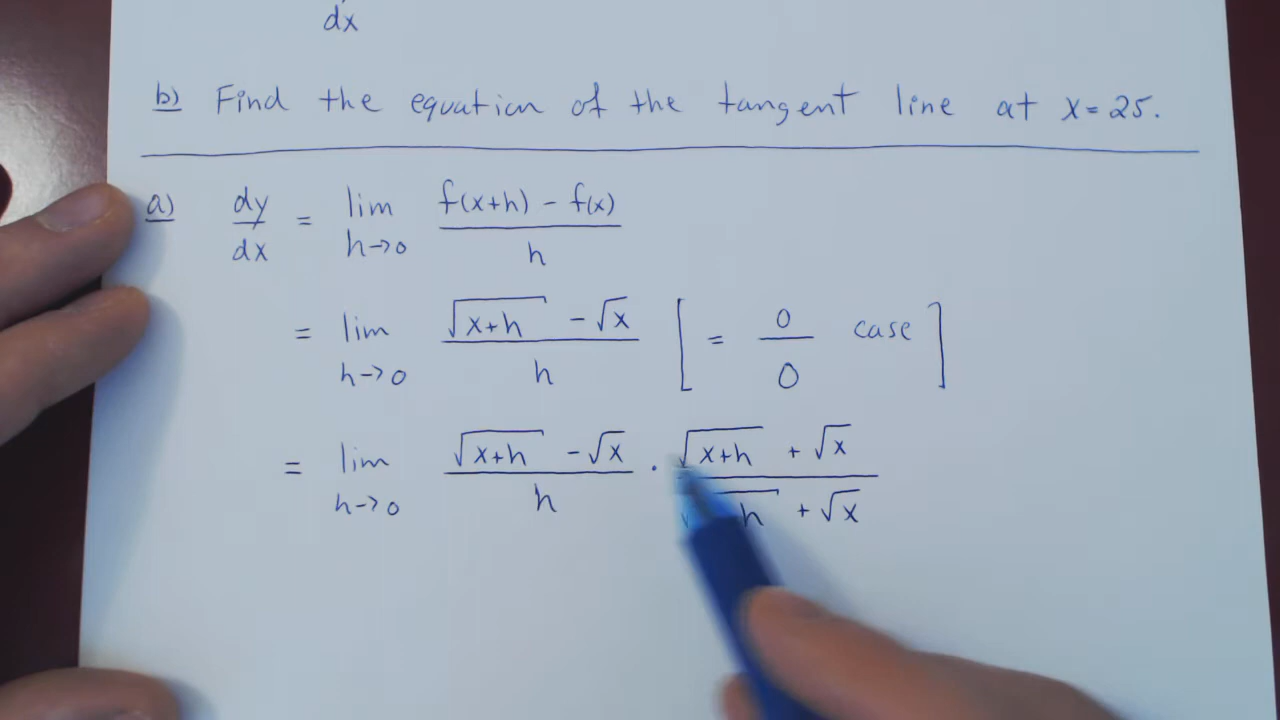 dx
b) Find the equation of the tangent line at x = 25.
a) dy/dx = lim h→0 f(x+h) - f(x) / h
= lim h→0 √x+h - √x / h [ = 0/0 case ]
= lim h→0 √x+h - √x / h · √x+h + √x / h + √x